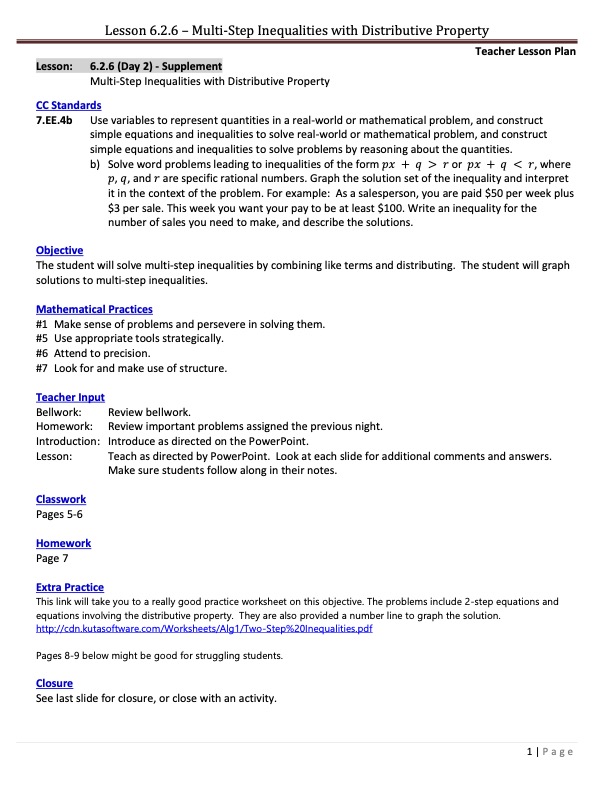 Lesson 6.2.6 – Multi-Step Inequalities with Distributive Property
Teacher Lesson Plan
Lesson: 6.2.6 (Day 2) - Supplement
Multi-Step Inequalities with Distributive Property
CC Standards
7.EE.4b Use variables to represent quantities in a real-world or mathematical problem, and construct
simple equations and inequalities to solve real-world or mathematical problem, and construct
simple equations and inequalities to solve problems by reasoning about the quantities.
b) Solve word problems leading to inequalities of the form px + q > r or px + q < r, where
p, q, and r are specific rational numbers. Graph the solution set of the inequality and interpret
it in the context of the problem. For example: As a salesperson, you are paid $50 per week plus
$3 per sale. This week you want your pay to be at least $100. Write an inequality for the
number of sales you need to make, and describe the solutions.
Objective
The student will solve multi-step inequalities by combining like terms and distributing. The student will graph
solutions to multi-step inequalities.
Mathematical Practices
#1 Make sense of problems and persevere in solving them.
#5 Use appropriate tools strategically.
#6 Attend to precision.
#7 Look for and make use of structure.
Teacher Input
Bellwork: Review bellwork.
Homework: Review important problems assigned the previous night.
Introduction: Introduce as directed on the PowerPoint.
Lesson: Teach as directed by PowerPoint. Look at each slide for additional comments and answers.
Make sure students follow along in their notes.
Classwork
Pages 5-6
Homework
Page 7
Extra Practice
This link will take you to a really good practice worksheet on this objective. The problems include 2-step equations and
equations involving the distributive property. They are also provided a number line to graph the solution.
http://cdn.kutasoftware.com/Worksheets/Alg1/Two-Step%20Inequalities.pdf
Pages 8-9 below might be good for struggling students.
Closure
See last slide for closure, or close with an activity.
1 | Page